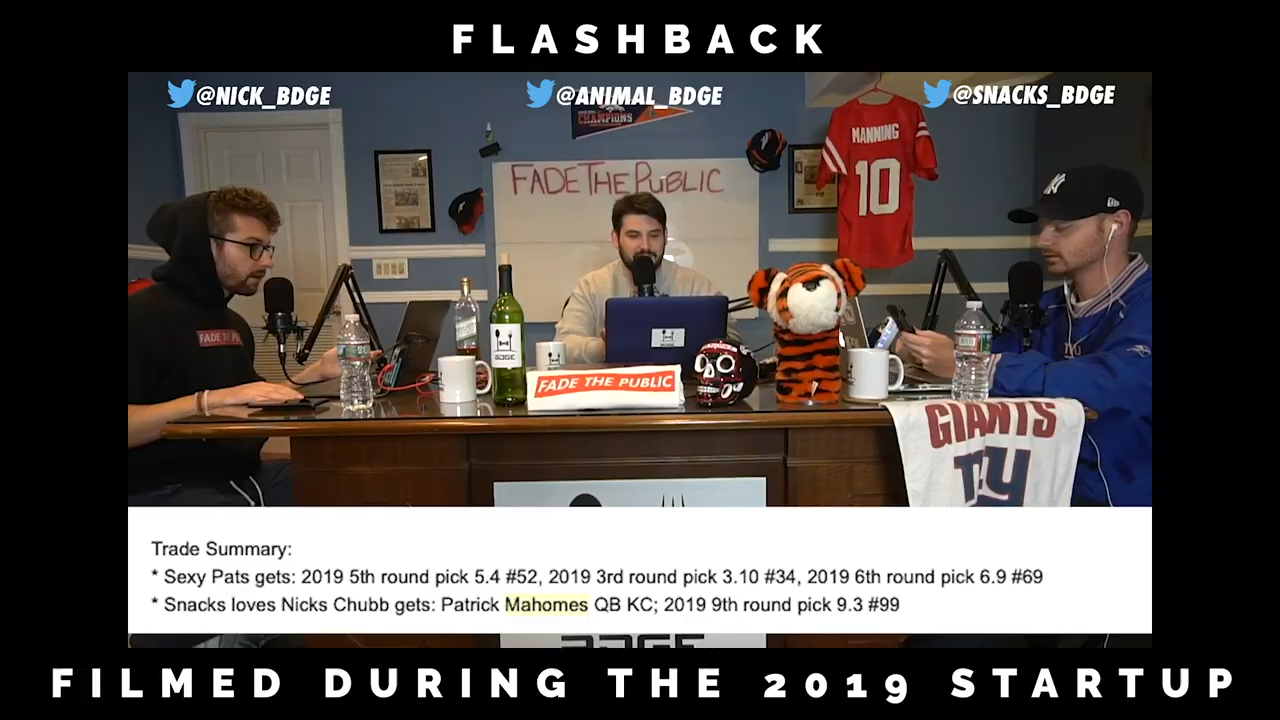 FLASHBACK
@NICK_BDGE
@ANIMAL_BDGE
@SNACKS_BDGE
CHAMPIONS
MANNING
10
FADETHEPUBLIC
NY
FADE
BDGE
FADE THE PUBLIC
GIANTS
NY
Trade Summary:
* Sexy Pats gets: 2019 5th round pick 5.4 #52, 2019 3rd round pick 3.10 #34, 2019 6th round pick 6.9 #69
* Snacks loves Nicks Chubb gets: Patrick Mahomes QB KC; 2019 9th round pick 9.3 #99
BDGE
FILMED DURING THE 2019 STARTUP